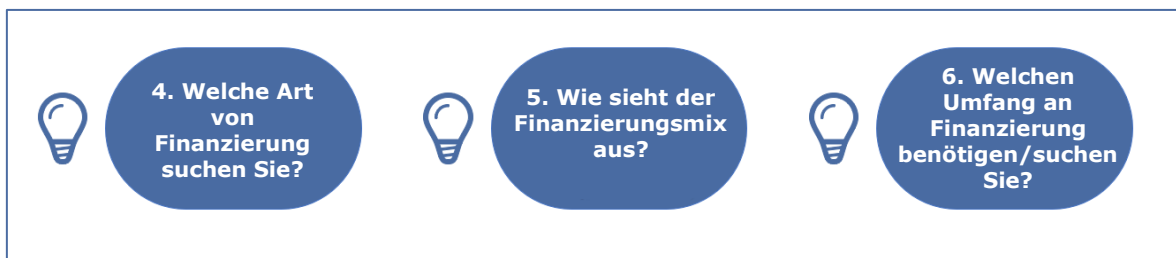 4. Welche Art
von
Finanzierung
suchen Sie?
5. Wie sieht der
Finanzierungsmix
aus?
6. Welchen
Umfang an
Finanzierung
benötigen/suchen
Sie?